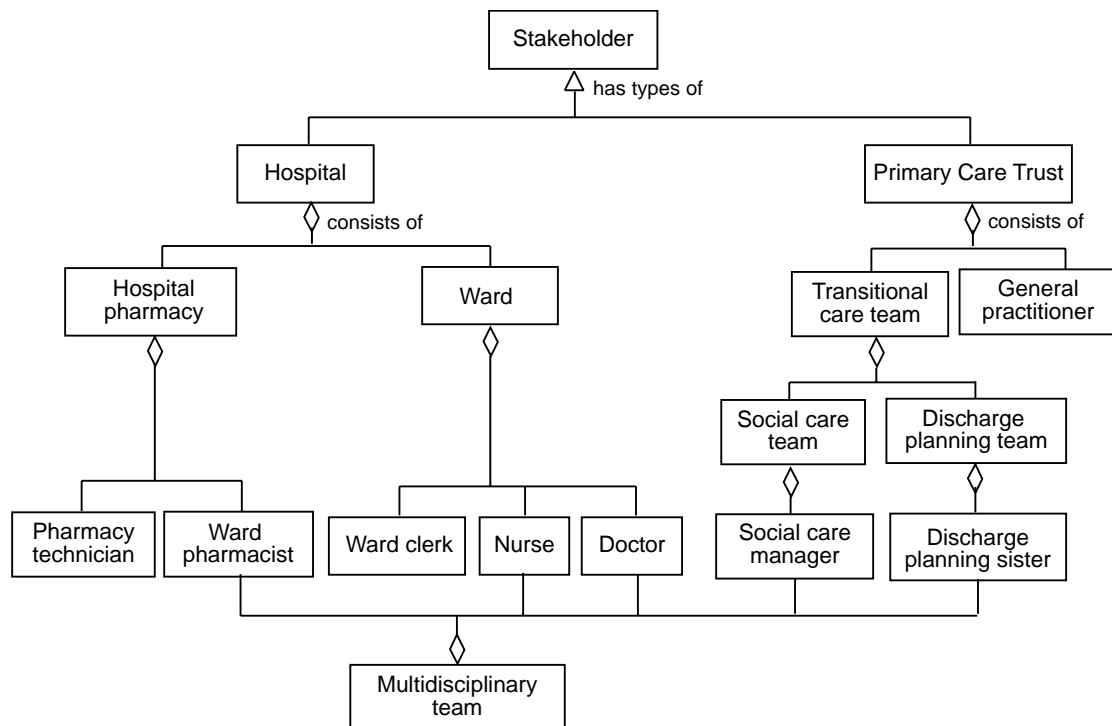 Stakeholder
has types of
Hospital
Primary Care Trust
consists of
consists of
Hospital
pharmacy
Ward
Transitional
care team
General
practitioner
Social care
team
Discharge
planning team
Pharmacy
technician
Ward
pharmacist
Ward clerk
Nurse
Doctor
Social care
manager
Discharge
planning sister
Multidisciplinary
team